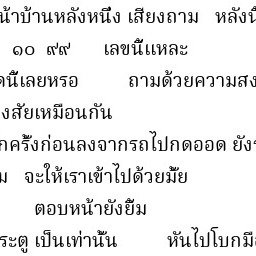 น้าบ้านหลังหนึ่ง เสียงถาม หลังนี้
๑๐ ๙๙ เลขนี้แหละ
นี้เลยหรอ ถามด้วยความสง
งสัยเหมือนกัน
กครั้งก่อนลงจากรถไปกดออด ยัง
ม จะให้เราเข้าไปด้วยมั้ย
ตอบหน้ายังยิ้ม
ระตู เป็นเท่านั้น หันไปโบกมื